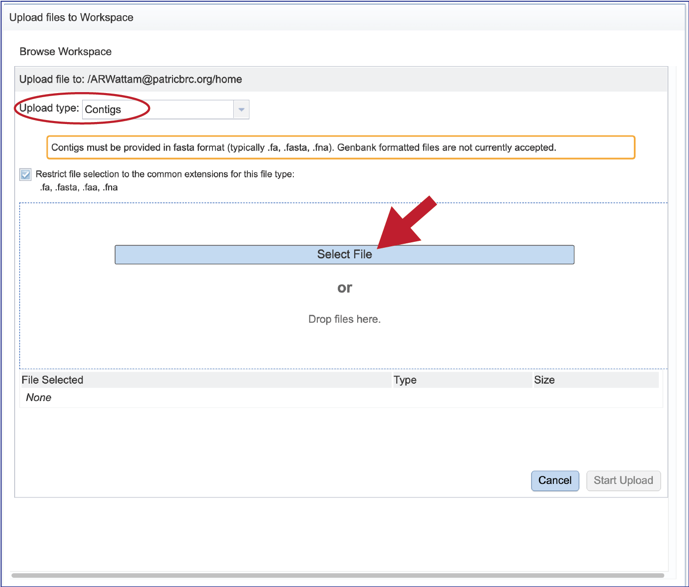 Upload files to Workspace
Browse Workspace
Upload file to: /ARWattam@patricbrc.org/home
Upload type: Contigs
Contigs must be provided in fasta format (typically .fa, .fasta, .fna). Genbank formatted files are not currently accepted.
Restrict file selection to the common extensions for this file type:
.fa, .fasta, .faa, .fna
Select File
or
Drop files here.
File Selected Type Size
None
Cancel Start Upload